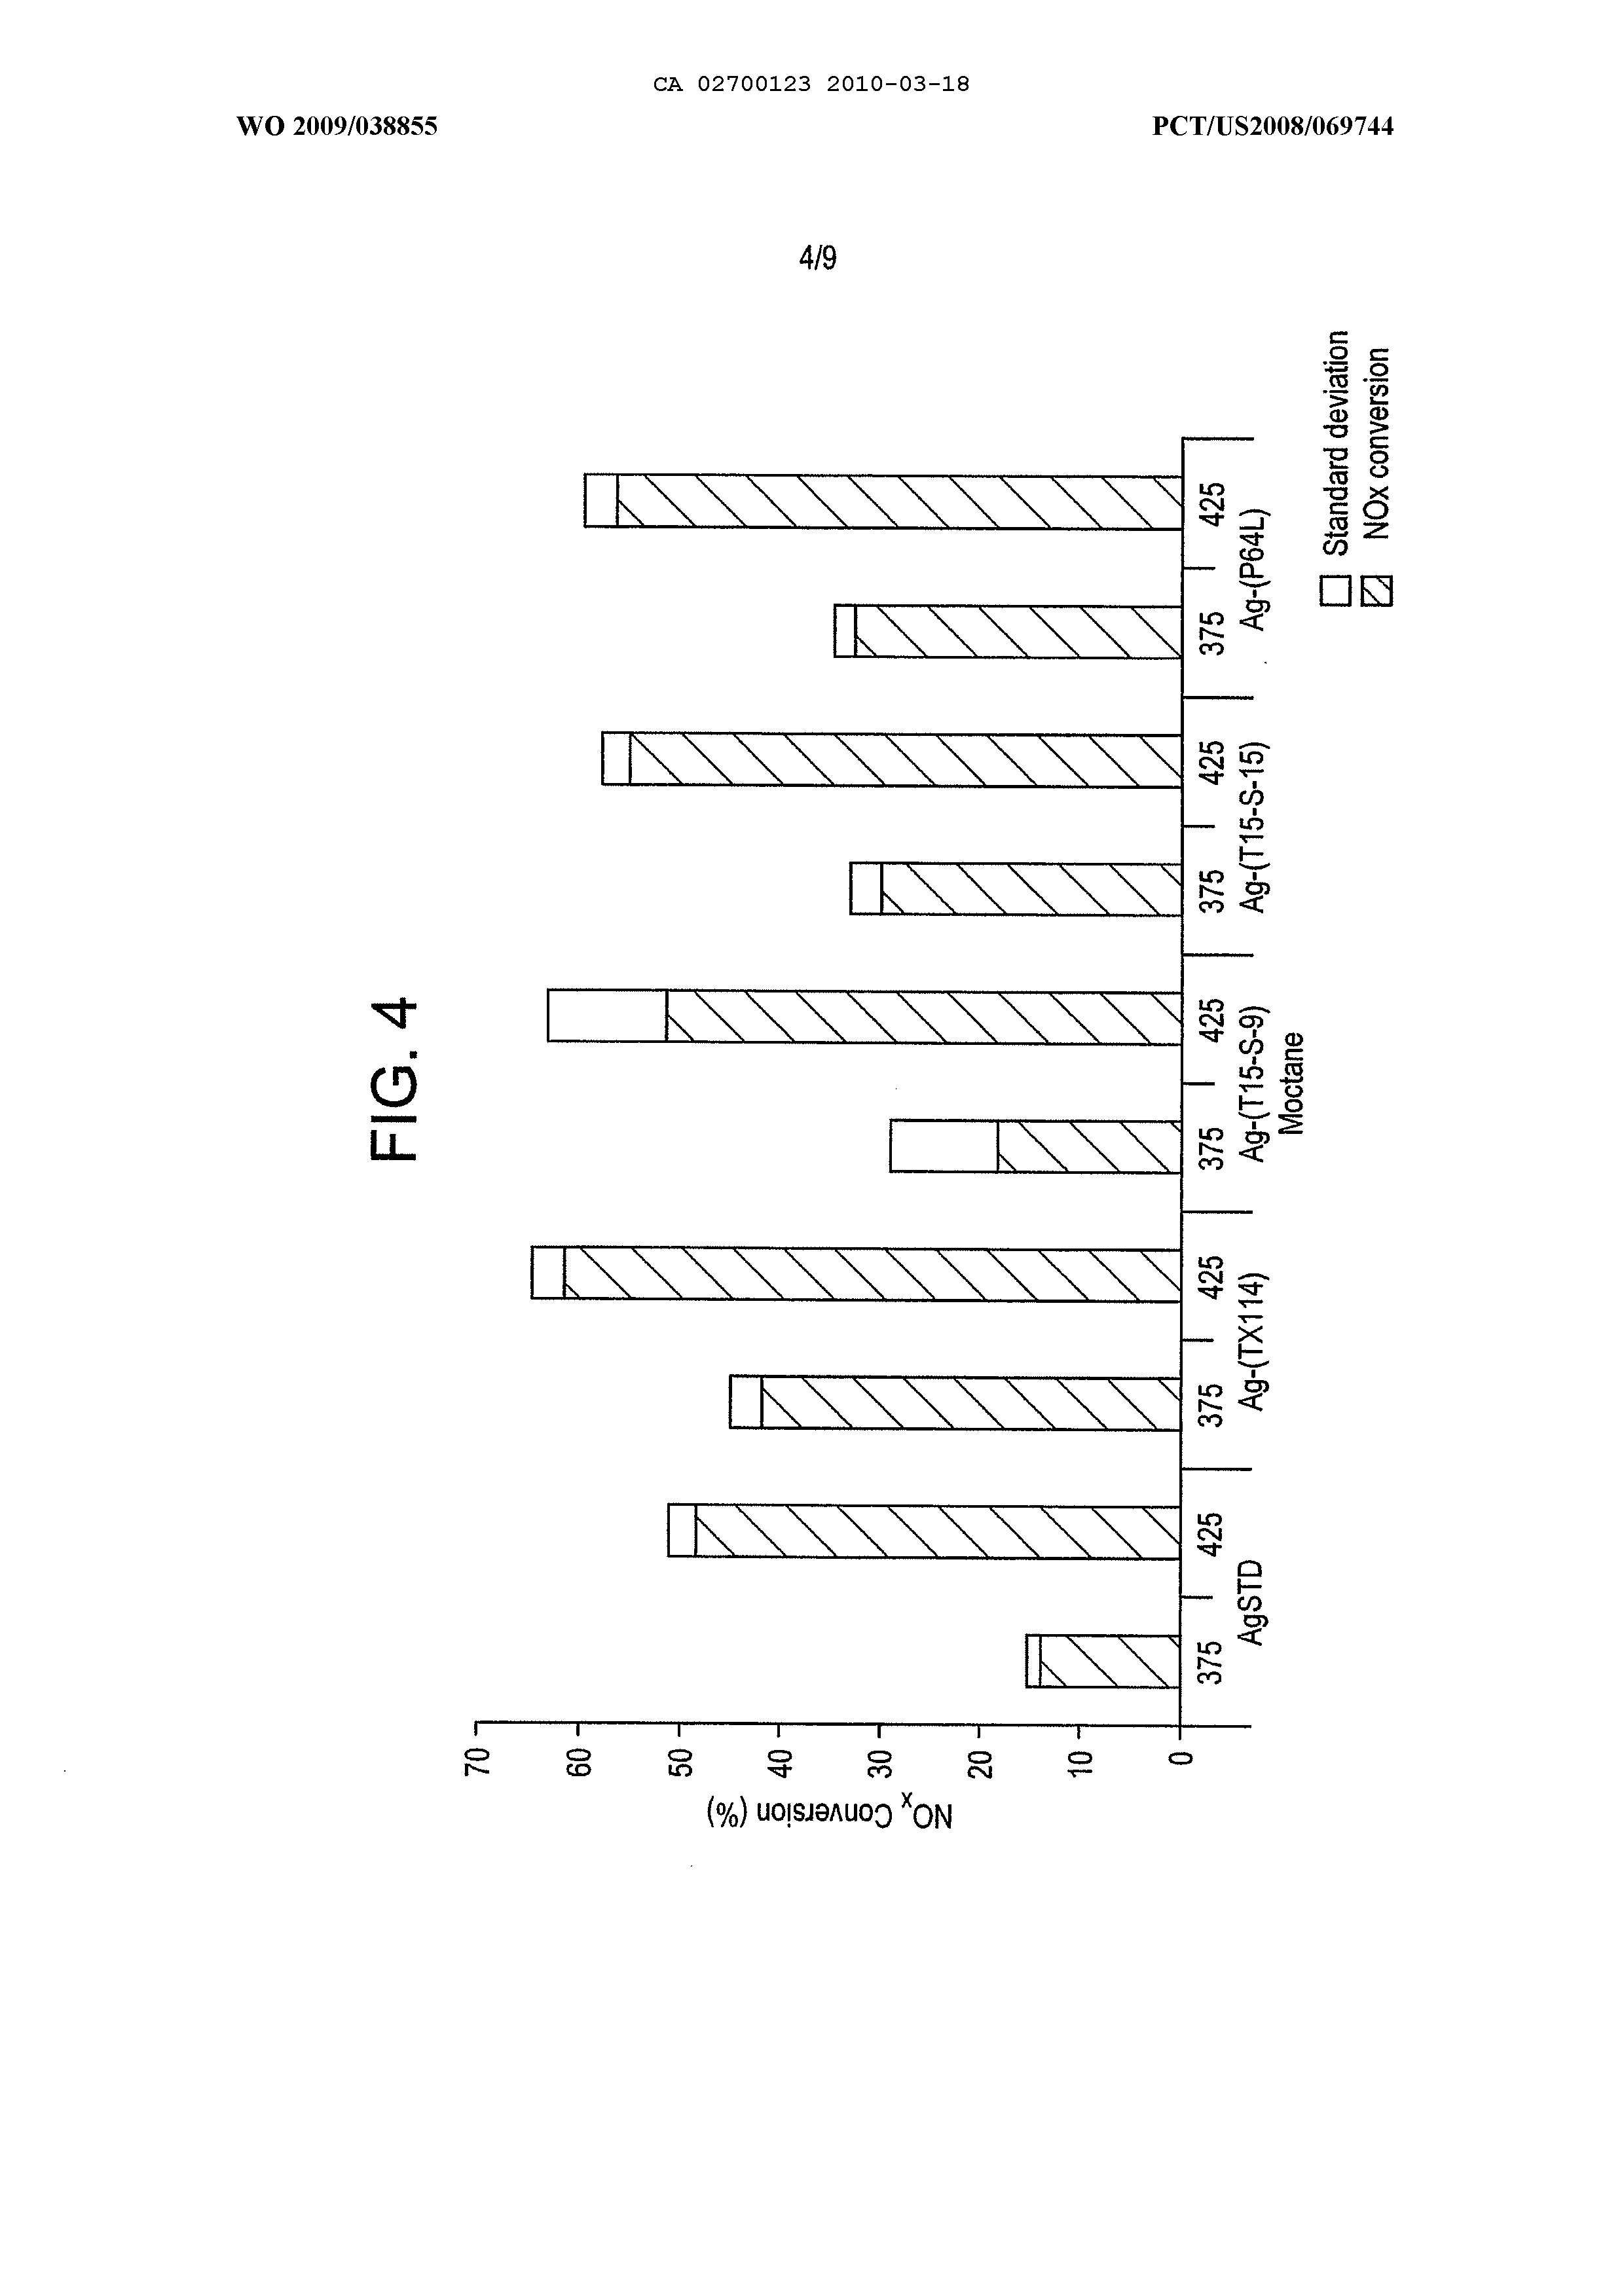 CA 02700123 2010-03-18
WO 2009/038855 PCT/US2008/069744
4/9
FIG. 4
NOx Conversion (%)
70
60
50
40
30
20
10
0
375 425 375 425 375 425 375 425 375 425
AgSTD Ag-(TX114) Ag-(T15-S-9) Ag-(T15-S-15) Ag-(P64L)
Moctane
Standard deviation
NOx conversion